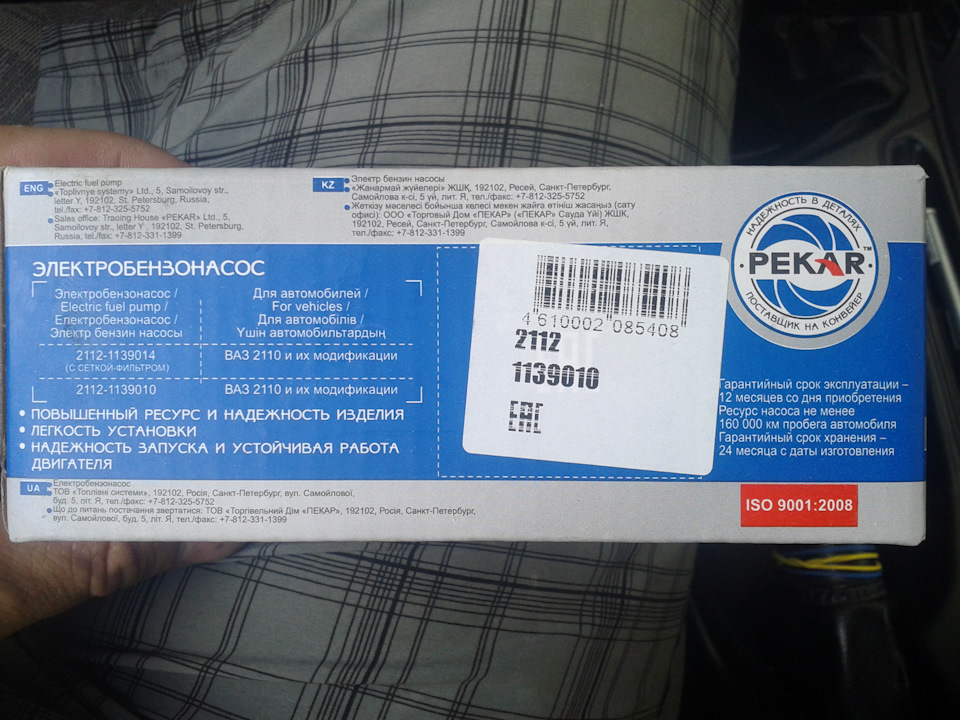 ENG
Electric fuel pump
«Toplivnye systemy» Ltd., 5, Samoilovoy str.,
letter Y, 192102, St. Petersburg, Russia,
tel./fax: +7-812-325-5752
Sales office: Trading House «PEKAR» Ltd., 5,
Samoilovoy str., letter Y , 192102, St. Petersburg,
Russia, tel./fax: +7-812-331-1399
KZ
Электр бензин насосы
«Жанармай жүйелері» ЖШҚ, 192102, Ресей, Санкт-Петербург,
Самойлова к-сі, 5 үй, лит. Я, тел./факс: +7-812-325-5752
Жеткізу мәселесі бойынша келесі мекен жайға өтініш жасаңыз (сату
офисі): ООО «Торговый Дом «ПЕКАР» («ПЕКАР» Сауда Үйі) ЖШҚ,
192102, Ресей, Санкт-Петербург, Самойлова к-сі, 5 үй, лит. Я,
тел./факс: +7-812-331-1399
ЭЛЕКТРОБЕНЗОНАСОС
Электробензонасос /
Electric fuel pump /
Електробензонасос /
Электр бензин насосы
Для автомобилей /
For vehicles /
Для автомобілів /
Үшін автомобильтардың
2112-1139014
(С СЕТКОЙ-ФИЛЬТРОМ)
ВАЗ 2110 и их модификации
2112-1139010
ВАЗ 2110 и их модификации
• ПОВЫШЕННЫЙ РЕСУРС И НАДЕЖНОСТЬ ИЗДЕЛИЯ
• ЛЕГКОСТЬ УСТАНОВКИ
• НАДЕЖНОСТЬ ЗАПУСКА И УСТОЙЧИВАЯ РАБОТА
ДВИГАТЕЛЯ
4 610002 085408
2112
1139010
EAC
НАДЕЖНОСТЬ В ДЕТАЛЯХ
PEKAR™
ПОСТАВЩИК НА КОНВЕЙЕР
Гарантийный срок эксплуатации –
12 месяцев со дня приобретения
Ресурс насоса не менее
160 000 км пробега автомобиля
Гарантийный срок хранения –
24 месяца с даты изготовления
UA
Електробензонасос
ТОВ «Топлівні системи», 192102, Росія, Санкт-Петербург, вул. Самойлової,
буд. 5, літ. Я, тел./факс: +7-812-325-5752
Що до питань постачання звертатися: ТОВ «Торгівельний Дім «ПЕКАР», 192102, Росія, Санкт-Петербург,
вул. Самойлової, буд. 5, літ. Я, тел./факс: +7-812-331-1399
ISO 9001:2008